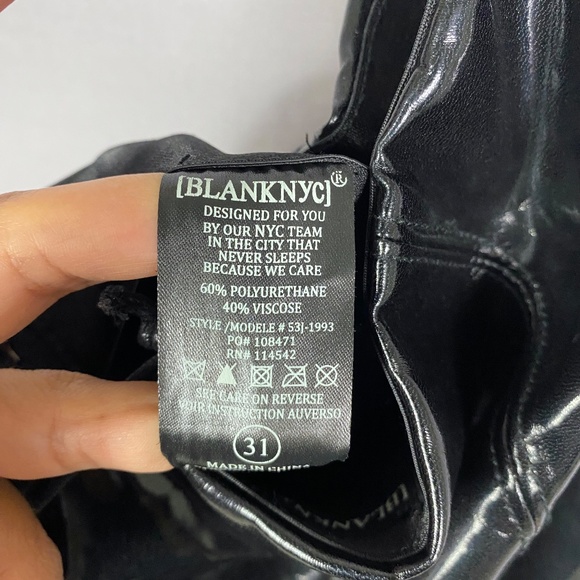 [BLANKNYC]®
DESIGNED FOR YOU
BY OUR NYC TEAM
IN THE CITY THAT
NEVER SLEEPS
BECAUSE WE CARE
60% POLYURETHANE
40% VISCOSE
STYLE /MODELE # 53J-1993
PO# 108471
RN# 114542
SEE CARE ON REVERSE
VOIR INSTRUCTION AUVERSO
31
MADE IN CHINA
[BLANKN